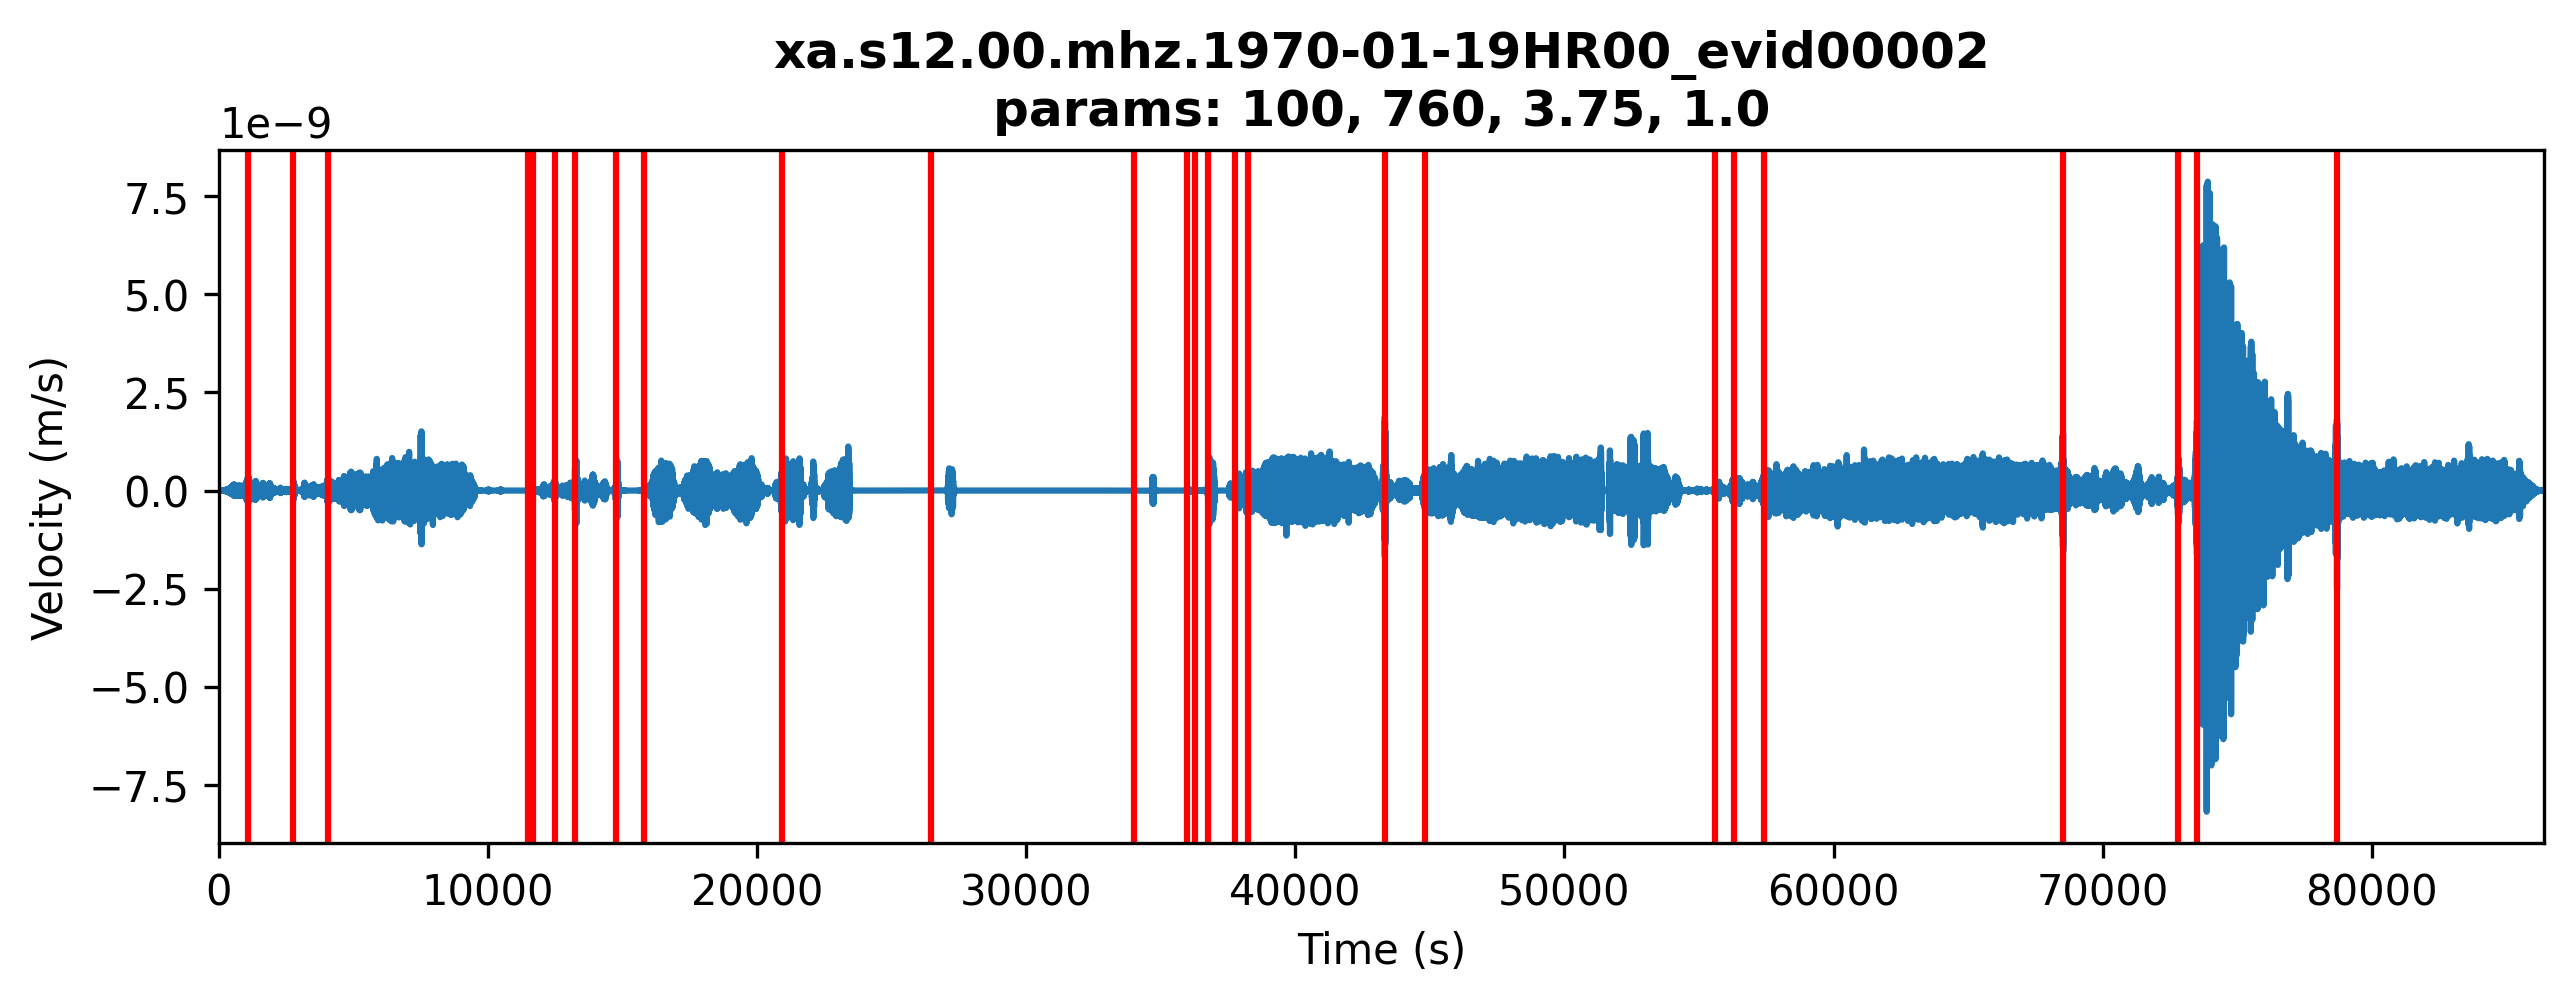 xa.s12.00.mhz.1970-01-19HR00_evid00002
params: 100, 760, 3.75, 1.0
1e−9
7.5
5.0
2.5
0.0
−2.5
−5.0
−7.5
Velocity (m/s)
0 10000 20000 30000 40000 50000 60000 70000 80000
Time (s)